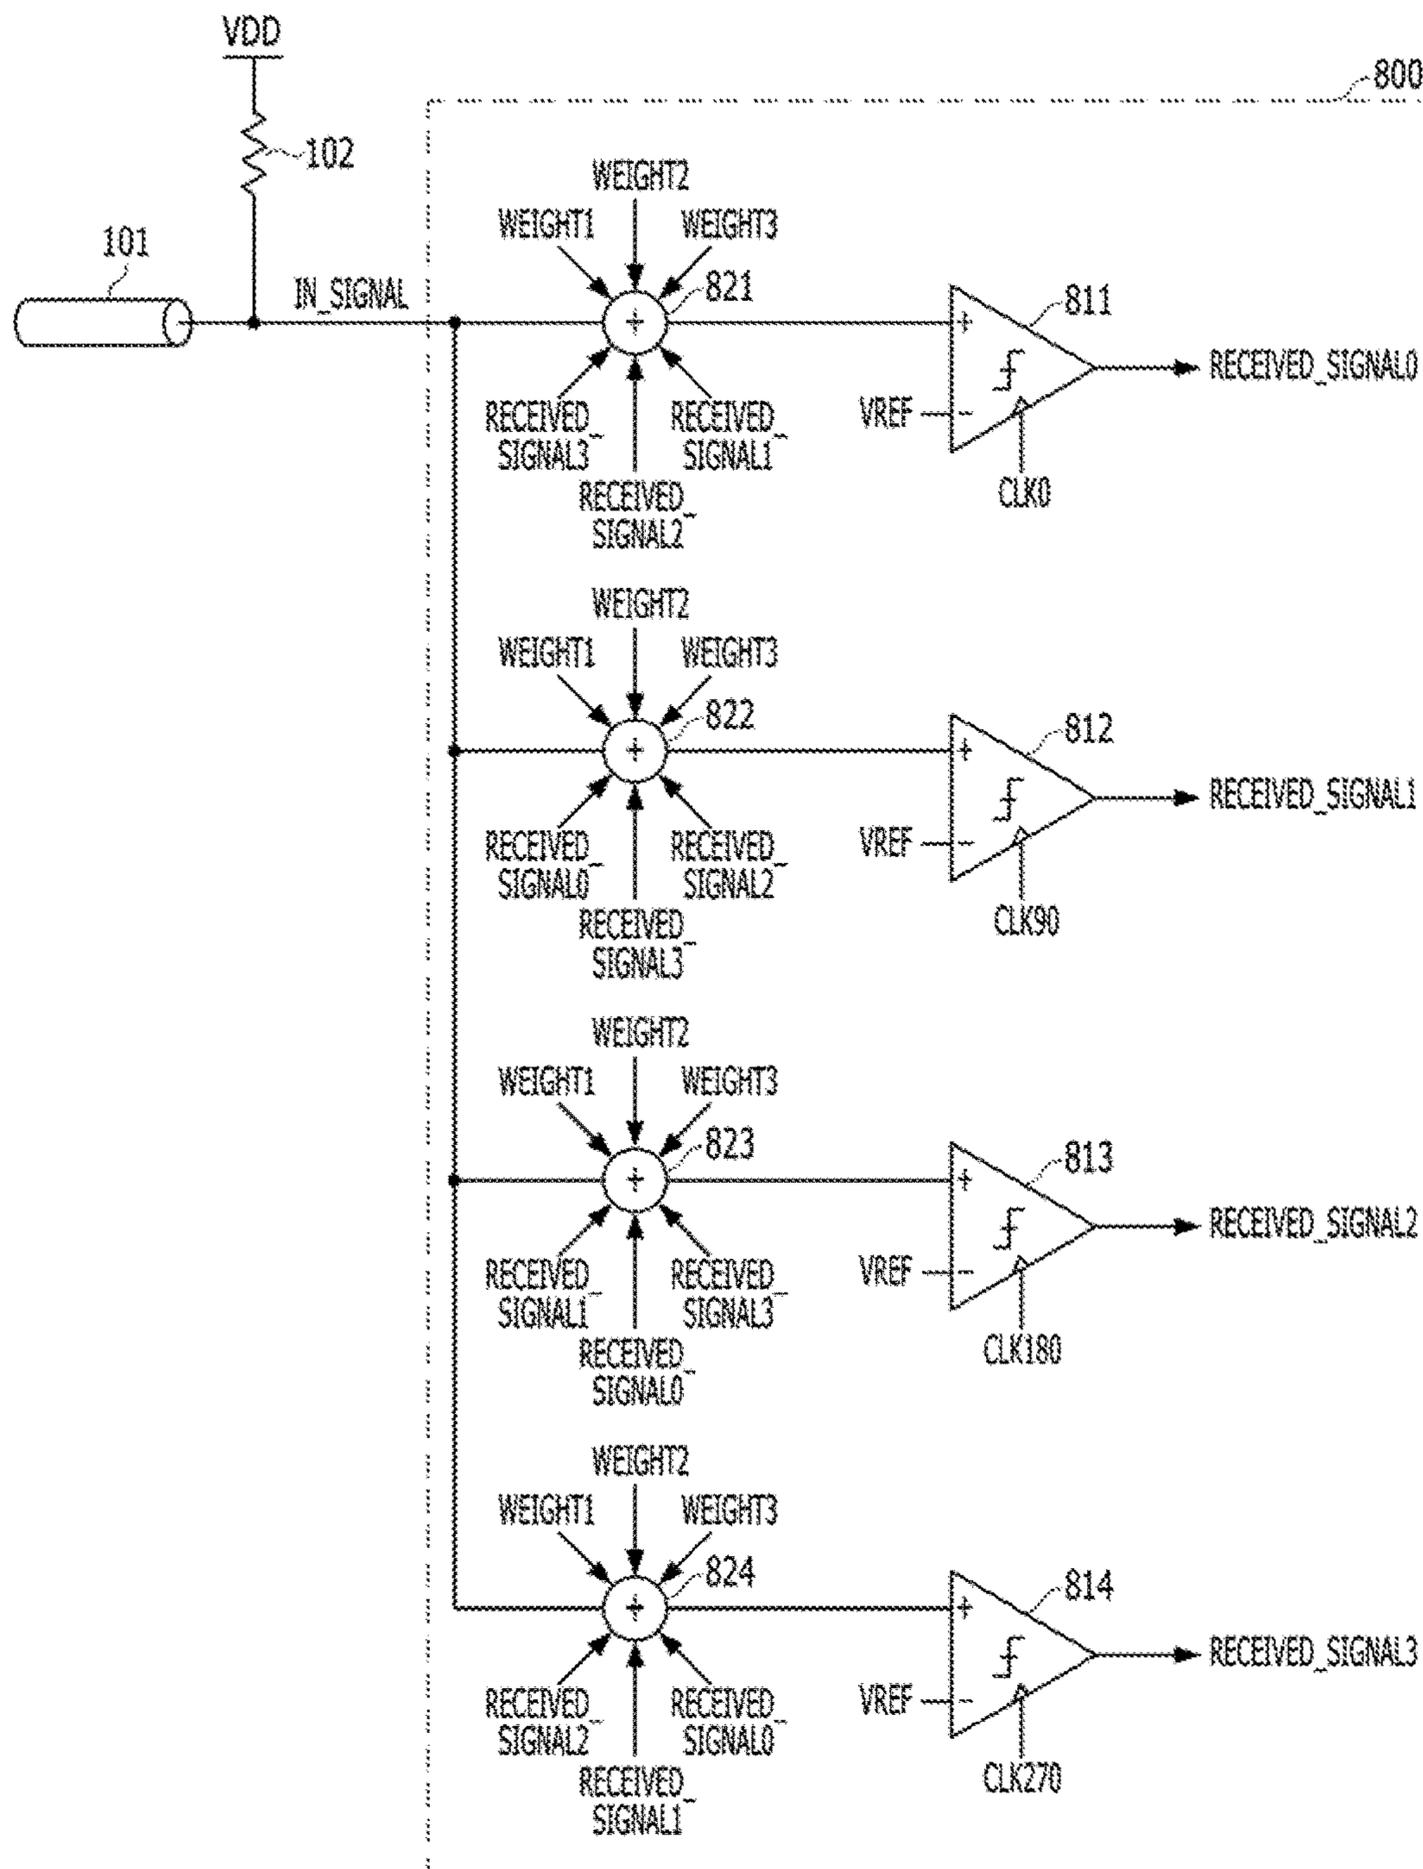 VDD
800
102
WEIGHT2
WEIGHT1
WEIGHT3
101
IN_SIGNAL
821
811
+
+
RECEIVED_SIGNAL0
RECEIVED_
SIGNAL3
RECEIVED_
SIGNAL1
VREF
-
RECEIVED_
SIGNAL2
CLK0
WEIGHT2
WEIGHT1
WEIGHT3
822
812
+
+
RECEIVED_SIGNAL1
RECEIVED_
SIGNAL0
RECEIVED_
SIGNAL2
VREF
-
RECEIVED_
SIGNAL3
CLK90
WEIGHT2
WEIGHT1
WEIGHT3
823
813
+
+
RECEIVED_SIGNAL2
RECEIVED_
SIGNAL1
RECEIVED_
SIGNAL3
VREF
-
RECEIVED_
SIGNAL0
CLK180
WEIGHT2
WEIGHT1
WEIGHT3
824
814
+
+
RECEIVED_SIGNAL3
RECEIVED_
SIGNAL2
RECEIVED_
SIGNAL0
VREF
-
RECEIVED_
SIGNAL1
CLK270